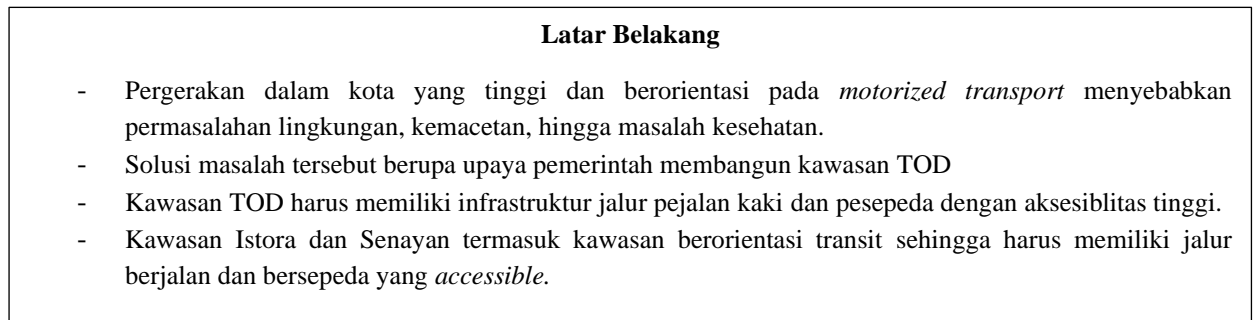 Latar Belakang
- Pergerakan dalam kota yang tinggi dan berorientasi pada motorized transport menyebabkan
permasalahan lingkungan, kemacetan, hingga masalah kesehatan.
- Solusi masalah tersebut berupa upaya pemerintah membangun kawasan TOD
- Kawasan TOD harus memiliki infrastruktur jalur pejalan kaki dan pesepeda dengan aksesiblitas tinggi.
- Kawasan Istora dan Senayan termasuk kawasan berorientasi transit sehingga harus memiliki jalur
berjalan dan bersepeda yang accessible.